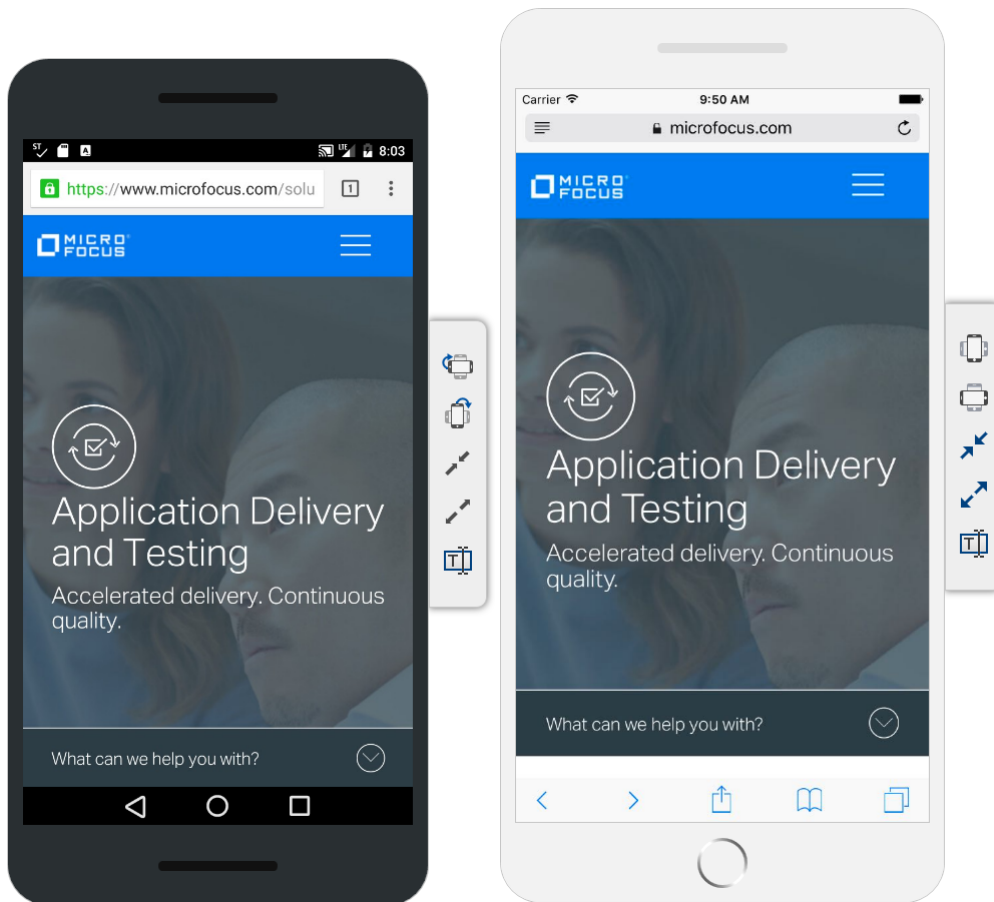 ST
A
LTE
8:03
https://www.microfocus.com/solu
1
MICRO
FOCUS
Application Delivery
and Testing
Accelerated delivery. Continuous
quality.
What can we help you with?
T
Carrier
9:50 AM
microfocus.com
MICRO
FOCUS
Application Delivery
and Testing
Accelerated delivery. Continuous
quality.
What can we help you with?
T